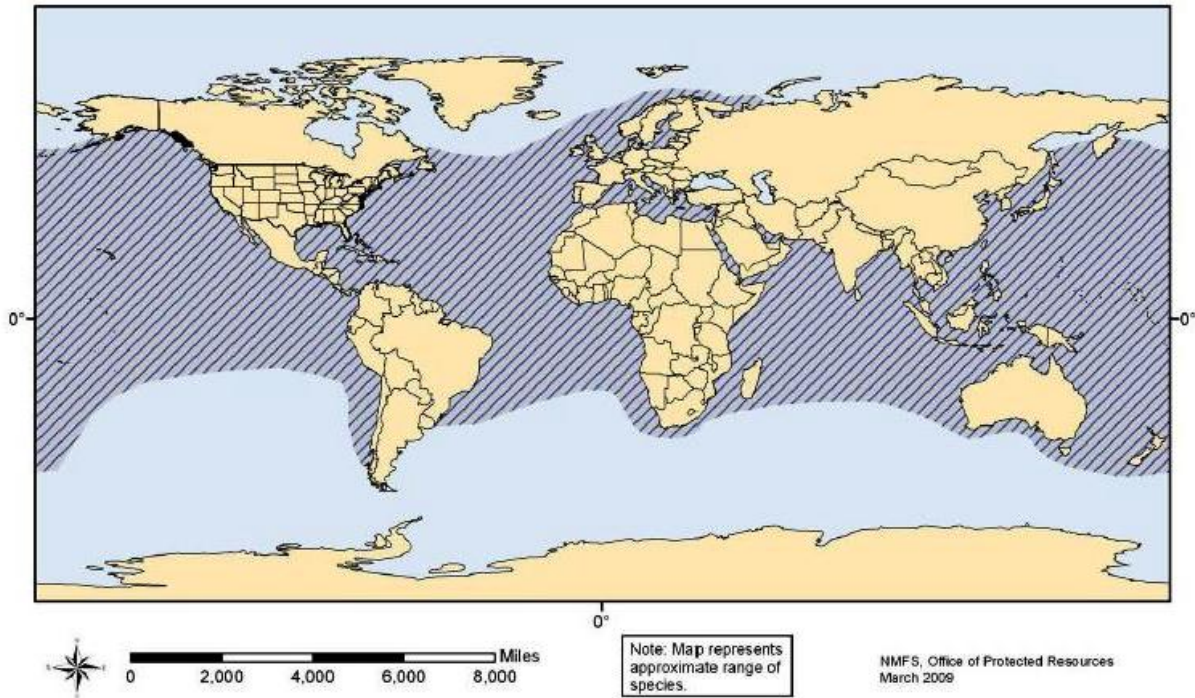 0°
0°
0°
Miles
0
2,000
4,000
6,000
8,000
Note: Map represents
approximate range of
species.
NMFS, Office of Protected Resources
March 2009